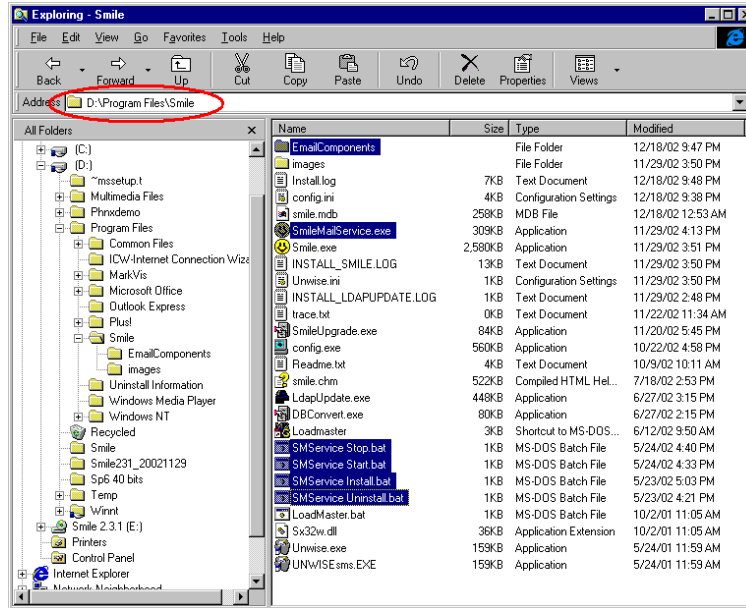 Exploring - Smile
File Edit View Go Favorites Tools Help
Back Forward Up Cut Copy Paste Undo Delete Properties Views
Address D:\Program Files\Smile
All Folders x
(C:)
(D:)
~mssetup.t
Multimedia Files
Phnxdemo
Program Files
Common Files
ICW-Internet Connection Wiza
MarkVis
Microsoft Office
Outlook Express
Plus!
Smile
EmailComponents
images
Uninstall Information
Windows Media Player
Windows NT
Recycled
Smile
Smile231_20021129
Sp6 40 bits
Temp
Winnt
Smile 2.3.1 (E:)
Printers
Control Panel
Internet Explorer
Network Neighborhood
Name Size Type Modified
EmailComponents File Folder 12/18/02 9:47 PM
images File Folder 11/29/02 3:50 PM
Install.log 7KB Text Document 12/18/02 9:48 PM
config.ini 4KB Configuration Settings 12/18/02 9:38 PM
smile.mdb 258KB MDB File 12/18/02 12:53 AM
SmileMailService.exe 309KB Application 11/29/02 4:13 PM
Smile.exe 2,580KB Application 11/29/02 3:51 PM
INSTALL_SMILE.LOG 13KB Text Document 11/29/02 3:50 PM
Unwise.ini 1KB Configuration Settings 11/29/02 3:50 PM
INSTALL_LDAPUPDATE.LOG 1KB Text Document 11/29/02 2:48 PM
trace.txt 0KB Text Document 11/22/02 11:34 AM
SmileUpgrade.exe 84KB Application 11/20/02 5:45 PM
config.exe 560KB Application 10/22/02 4:58 PM
Readme.txt 4KB Text Document 10/9/02 10:11 AM
smile.chm 522KB Compiled HTML Hel... 7/18/02 2:53 PM
LdapUpdate.exe 448KB Application 6/27/02 3:15 PM
DBConvert.exe 80KB Application 6/27/02 2:15 PM
Loadmaster 3KB Shortcut to MS-DOS... 6/12/02 9:50 AM
SMService Stop.bat 1KB MS-DOS Batch File 5/24/02 4:40 PM
SMService Start.bat 1KB MS-DOS Batch File 5/24/02 4:33 PM
SMService Install.bat 1KB MS-DOS Batch File 5/23/02 5:03 PM
SMService Uninstall.bat 1KB MS-DOS Batch File 5/23/02 4:21 PM
LoadMaster.bat 1KB MS-DOS Batch File 10/2/01 11:05 AM
Sx32w.dll 36KB Application Extension 10/2/01 11:05 AM
Unwise.exe 159KB Application 5/24/01 11:59 AM
UNWISEsms.EXE 159KB Application 5/24/01 11:59 AM